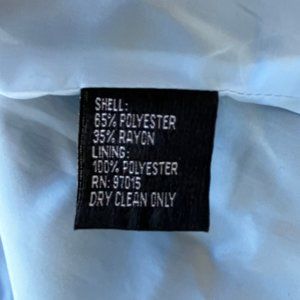 SHELL:
65% POLYESTER
35% RAYON
LINING:
100% POLYESTER
RN: 97015
DRY CLEAN ONLY